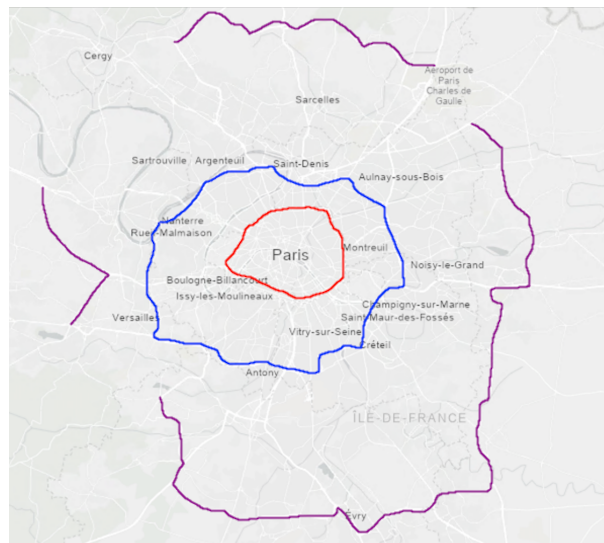 Cergy
Aéroport de
Paris
Charles de
Gaulle
Sarcelles
Sartrouville
Argenteuil
Saint-Denis
Aulnay-sous-Bois
Nanterre
Rueil-Malmaison
Montreuil
Paris
Noisy-le-Grand
Boulogne-Billancourt
Issy-les-Moulineaux
Champigny-sur-Marne
Saint-Maur-des-Fossés
Versailles
Vitry-sur-Seine
Créteil
Antony
ÎLE-DE-FRANCE
Évry